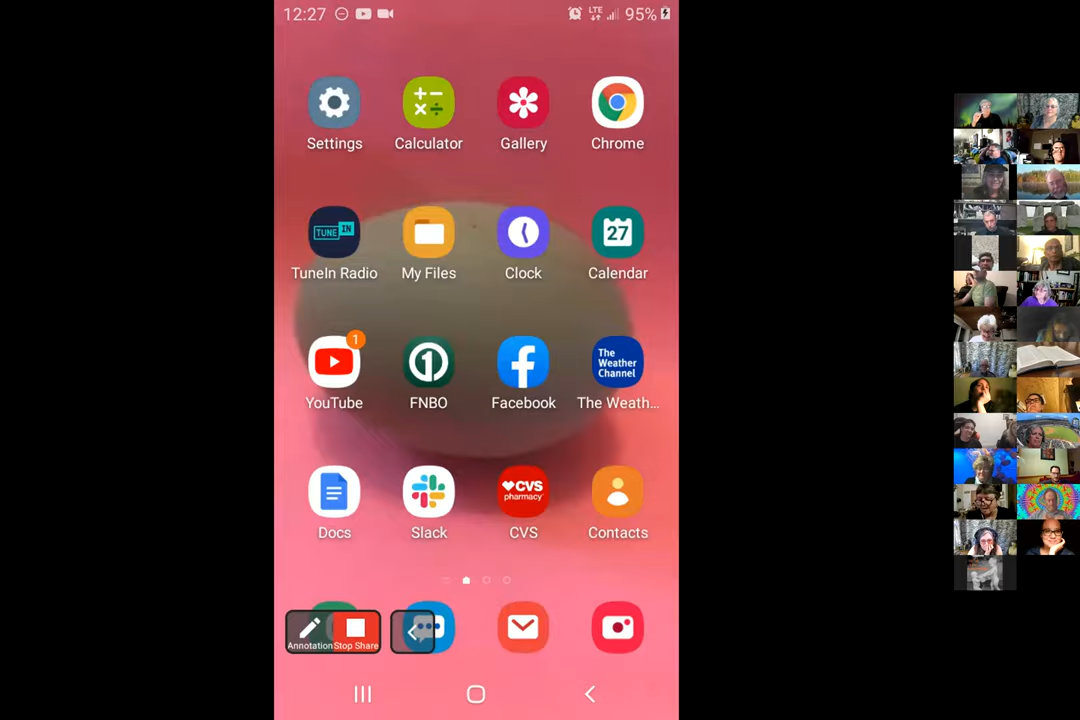 12:27 LTE 95%
Settings Calculator Gallery Chrome
TUNE IN 27
TuneIn Radio My Files Clock Calendar
1
The
Weather
Channel
YouTube FNBO Facebook The Weath...
CVS
pharmacy
Docs Slack CVS Contacts
Annotation Stop Share